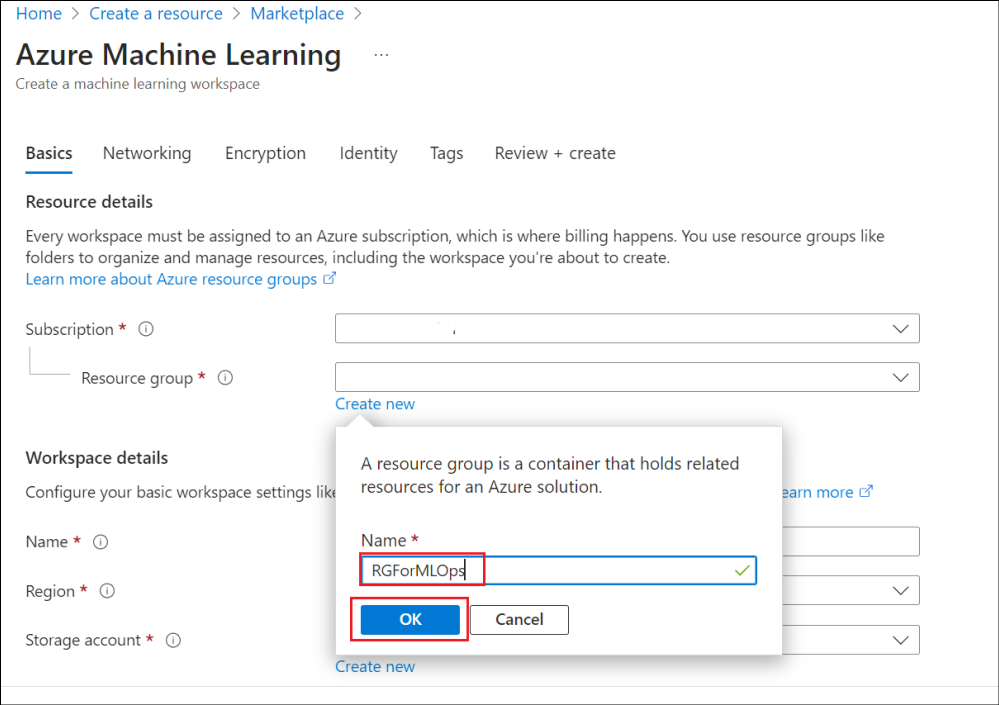 Home > Create a resource > Marketplace >
Azure Machine Learning ...
Create a machine learning workspace
Basics Networking Encryption Identity Tags Review + create
Resource details
Every workspace must be assigned to an Azure subscription, which is where billing happens. You use resource groups like
folders to organize and manage resources, including the workspace you're about to create.
Learn more about Azure resource groups
Subscription *
Resource group *
Create new
A resource group is a container that holds related
resources for an Azure solution.
Name *
RGForMLOps
OK Cancel
Workspace details
Configure your basic workspace settings like earn more
Name *
Region *
Storage account *
Create new